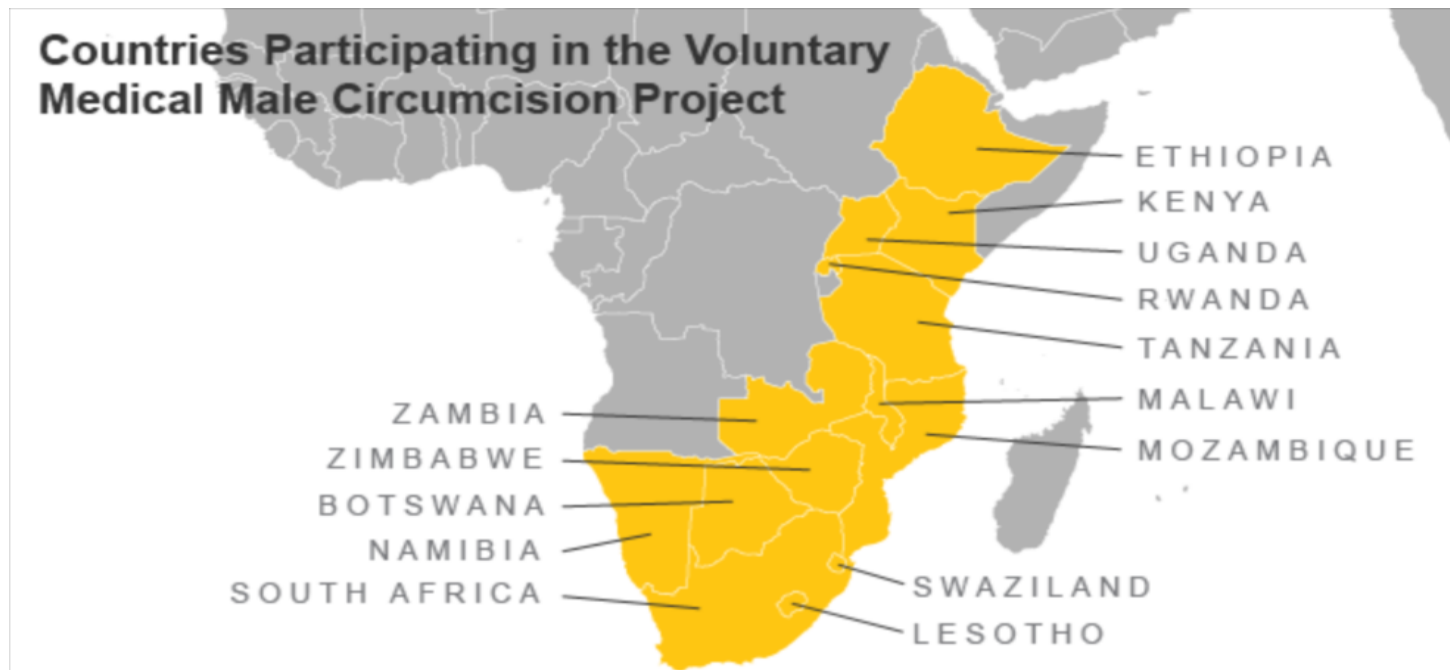 Countries Participating in the Voluntary
Medical Male Circumcision Project
ETHIOPIA
KENYA
UGANDA
RWANDA
TANZANIA
MALAWI
MOZAMBIQUE
ZAMBIA
ZIMBABWE
BOTSWANA
NAMIBIA
SOUTH AFRICA
SWAZILAND
LESOTHO